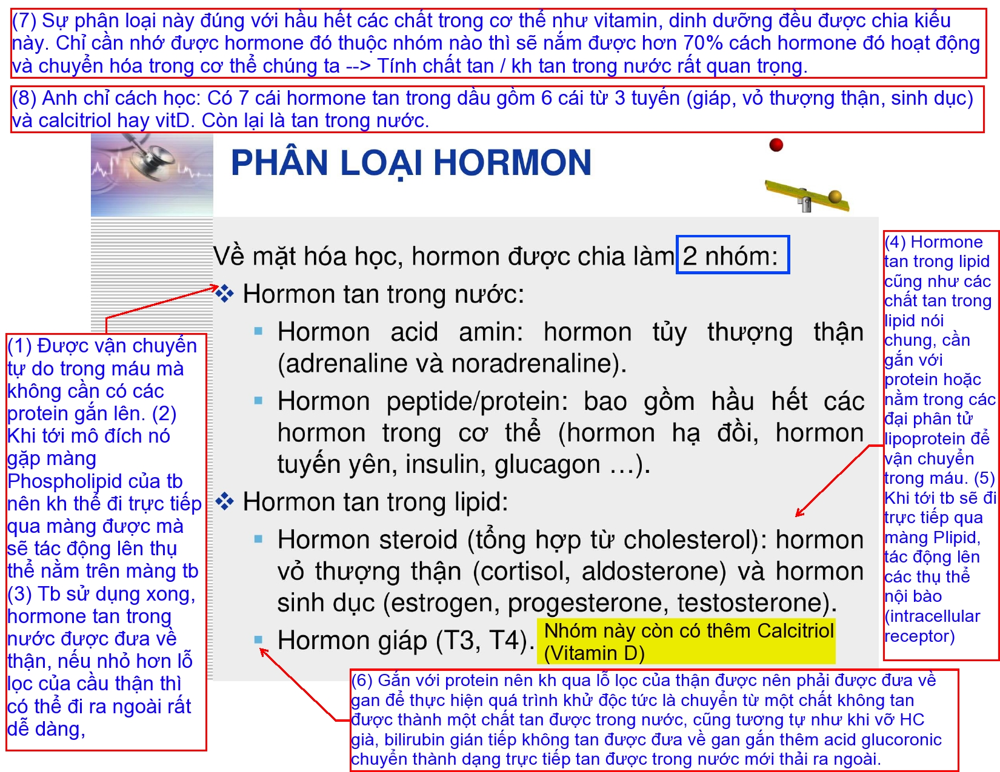 (7) Sự phân loại này đúng với hầu hết các chất trong cơ thể như vitamin, dinh dưỡng đều được chia kiểu
này. Chỉ cần nhớ được hormone đó thuộc nhóm nào thì sẽ nắm được hơn 70% cách hormone đó hoạt động
và chuyển hóa trong cơ thể chúng ta --> Tính chất tan / kh tan trong nước rất quan trọng.
(8) Anh chỉ cách học: Có 7 cái hormone tan trong dầu gồm 6 cái từ 3 tuyến (giáp, vỏ thượng thận, sinh dục)
và calcitriol hay vitD. Còn lại là tan trong nước.
PHÂN LOẠI HORMON
Về mặt hóa học, hormon được chia làm 2 nhóm:
Hormon tan trong nước:
Hormon acid amin: hormon tủy thượng thận
(adrenaline và noradrenaline).
Hormon peptide/protein: bao gồm hầu hết các
hormon trong cơ thể (hormon hạ đồi, hormon
tuyến yên, insulin, glucagon …).
Hormon tan trong lipid:
Hormon steroid (tổng hợp từ cholesterol): hormon
vỏ thượng thận (cortisol, aldosterone) và hormon
sinh dục (estrogen, progesterone, testosterone).
Hormon giáp (T3, T4).
Nhóm này còn có thêm Calcitriol
(Vitamin D)
(1) Được vận chuyển
tự do trong máu mà
không cần có các
protein gắn lên. (2)
Khi tới mô đích nó
gặp màng
Phospholipid của tb
nên kh thể đi trực tiếp
qua màng được mà
sẽ tác động lên thụ
thể nằm trên màng tb
(3) Tb sử dụng xong,
hormone tan trong
nước được đưa về
thận, nếu nhỏ hơn lỗ
lọc của cầu thận thì
có thể đi ra ngoài rất
dễ dàng,
(4) Hormone
tan trong lipid
cũng như các
chất tan trong
lipid nói
chung, cần
gắn với
protein hoặc
nằm trong các
đại phân tử
lipoprotein để
vận chuyển
trong máu. (5)
Khi tới tb sẽ đi
trực tiếp qua
màng Plipid,
tác động lên
các thụ thể
nội bào
(intracellular
receptor)
(6) Gắn với protein nên kh qua lỗ lọc của thận được nên phải được đưa về
gan để thực hiện quá trình khử độc tức là chuyển từ một chất không tan
được thành một chất tan được trong nước, cũng tương tự như khi vỡ HC
già, bilirubin gián tiếp không tan được đưa về gan gắn thêm acid glucoronic
chuyển thành dạng trực tiếp tan được trong nước mới thải ra ngoài.